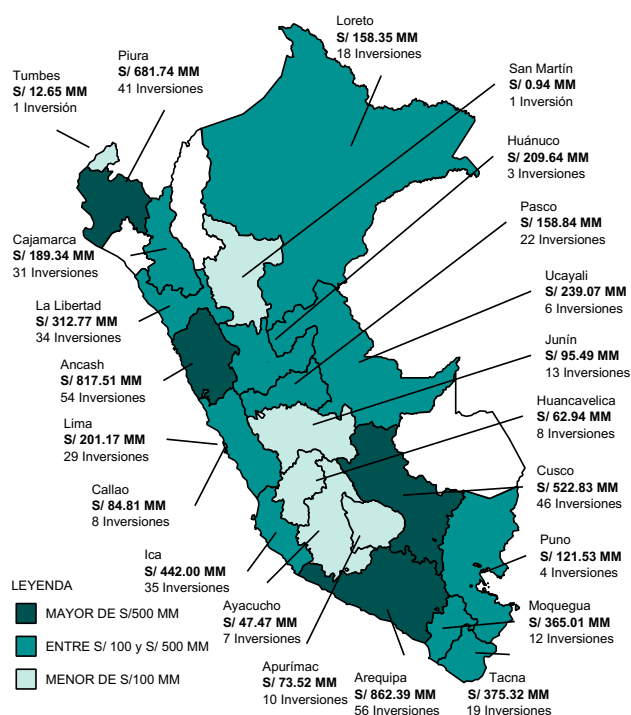 Loreto
S/ 158.35 MM
18 Inversiones
Piura
S/ 681.74 MM
41 Inversiones
Tumbes
S/ 12.65 MM
1 Inversión
San Martín
S/ 0.94 MM
1 Inversión
Huánuco
S/ 209.64 MM
3 Inversiones
Pasco
S/ 158.84 MM
22 Inversiones
Cajamarca
S/ 189.34 MM
31 Inversiones
Ucayali
S/ 239.07 MM
6 Inversiones
La Libertad
S/ 312.77 MM
34 Inversiones
Junín
S/ 95.49 MM
13 Inversiones
Ancash
S/ 817.51 MM
54 Inversiones
Huancavelica
S/ 62.94 MM
8 Inversiones
Lima
S/ 201.17 MM
29 Inversiones
Cusco
S/ 522.83 MM
46 Inversiones
Callao
S/ 84.81 MM
8 Inversiones
Puno
S/ 121.53 MM
4 Inversiones
Ica
S/ 442.00 MM
35 Inversiones
Moquegua
S/ 365.01 MM
12 Inversiones
Ayacucho
S/ 47.47 MM
7 Inversiones
Apurímac
S/ 73.52 MM
10 Inversiones
Arequipa
S/ 862.39 MM
56 Inversiones
Tacna
S/ 375.32 MM
19 Inversiones
LEYENDA
MAYOR DE S/500 MM
ENTRE S/ 100 y S/ 500 MM
MENOR DE S/100 MM